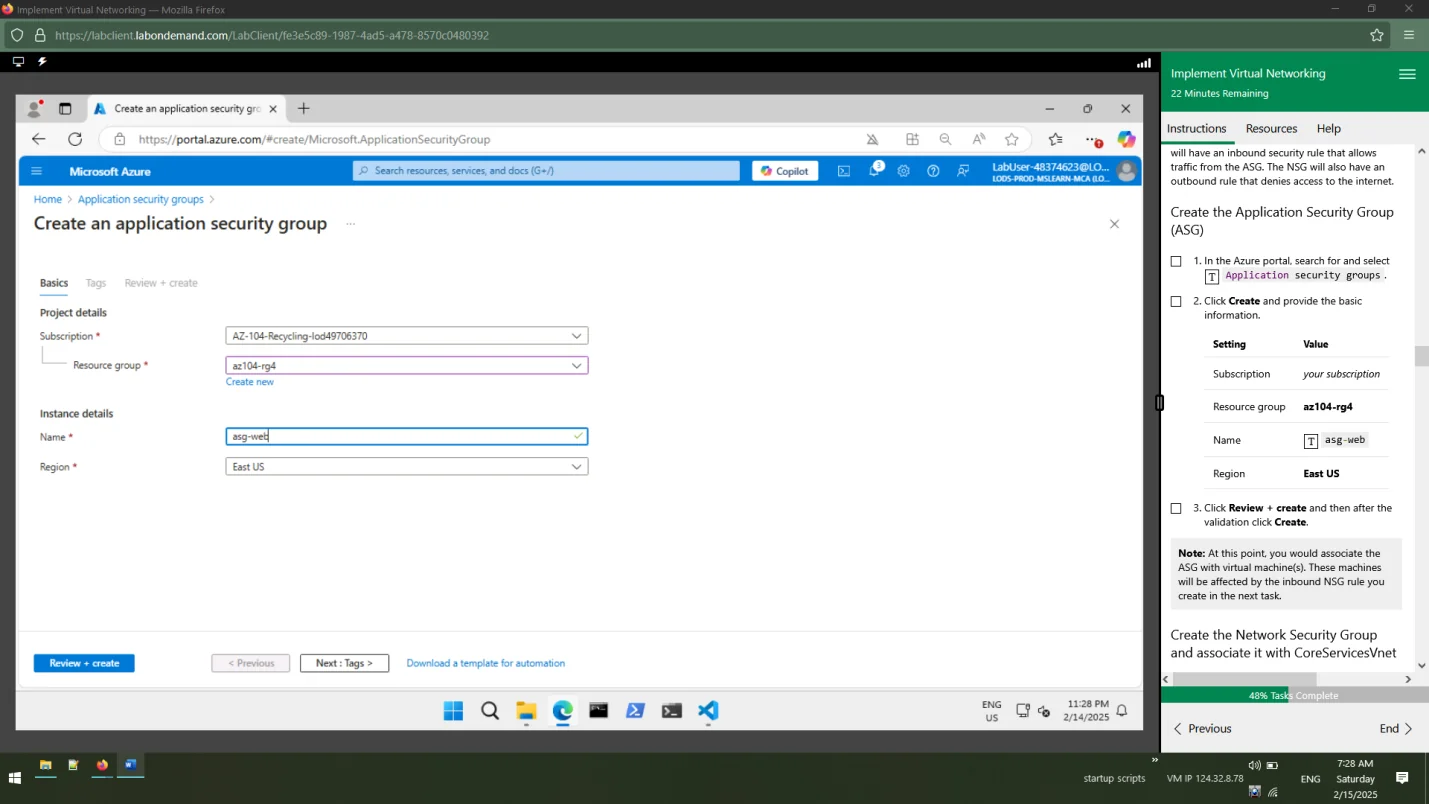 Implement Virtual Networking — Mozilla Firefox
https://labclient.labondemand.com/LabClient/fe3e5c89-1987-4ad5-a478-8570c0480392
Create an application security gro
https://portal.azure.com/#create/Microsoft.ApplicationSecurityGroup
Microsoft Azure
Search resources, services, and docs (G+/)
Copilot
3
LabUser-48374623@LO...
LODS-PROD-MSLEARN-MCA (LO...
Home > Application security groups >
Create an application security group ...
Basics Tags Review + create
Project details
Subscription *
AZ-104-Recycling-lod49706370
Resource group *
az104-rg4
Create new
Instance details
Name *
asg-web
Region *
East US
Review + create
< Previous
Next : Tags >
Download a template for automation
ENG
US
11:28 PM
2/14/2025
Implement Virtual Networking
22 Minutes Remaining
Instructions Resources Help
will have an inbound security rule that allows
traffic from the ASG. The NSG will also have an
outbound rule that denies access to the internet.
Create the Application Security Group
(ASG)
1. In the Azure portal, search for and select
T Application security groups.
2. Click Create and provide the basic
information.
Setting Value
Subscription your subscription
Resource group az104-rg4
Name T asg-web
Region East US
3. Click Review + create and then after the
validation click Create.
Note: At this point, you would associate the
ASG with virtual machine(s). These machines
will be affected by the inbound NSG rule you
create in the next task.
Create the Network Security Group
and associate it with CoreServicesVnet
48% Tasks Complete
Previous
End
startup scripts
VM IP 124.32.8.78
ENG
7:28 AM
Saturday
2/15/2025